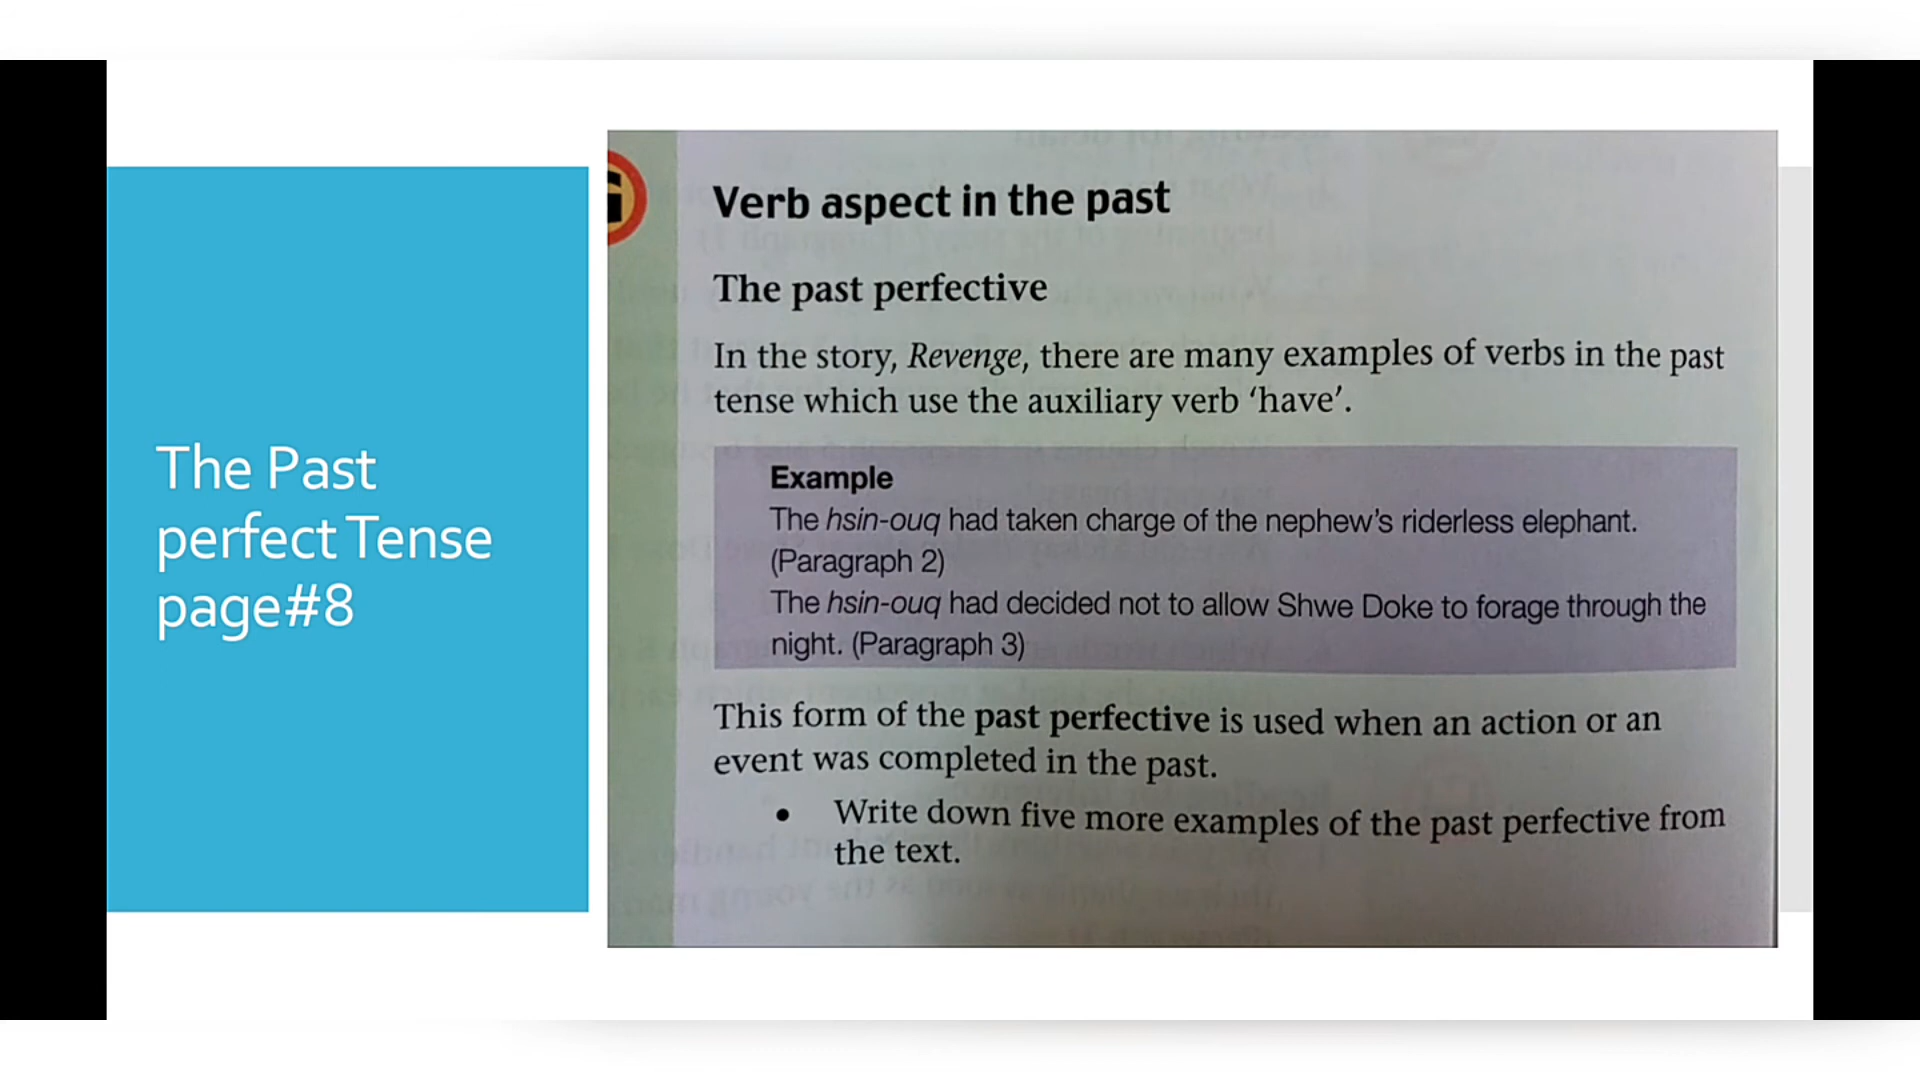 The Past
perfect Tense
page#8
G
Verb aspect in the past
The past perfective
In the story, Revenge, there are many examples of verbs in the past
tense which use the auxiliary verb ‘have’.
Example
The hsin-ouq had taken charge of the nephew’s riderless elephant.
(Paragraph 2)
The hsin-ouq had decided not to allow Shwe Doke to forage through the
night. (Paragraph 3)
This form of the past perfective is used when an action or an
event was completed in the past.
• Write down five more examples of the past perfective from
the text.